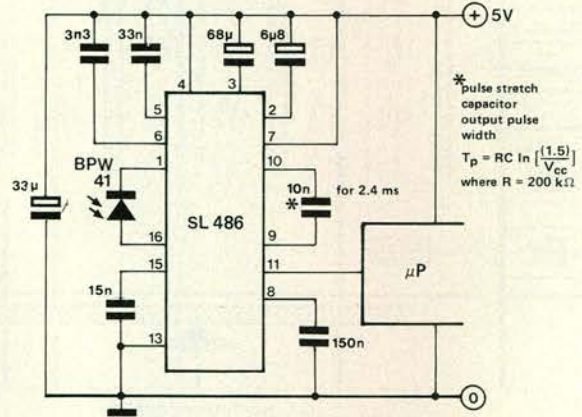 3n3
33n
68µ
6µ8
+ 5V
4
3
5
2
6
7
1
10
BPW
41
33µ
SL 486
10n
*
for 2.4 ms
16
9
15
11
15n
8
13
150n
µP
0
*pulse stretch
capacitor
output pulse
width
Tp = RC ln [(1.5)/Vcc]
where R = 200 kΩ